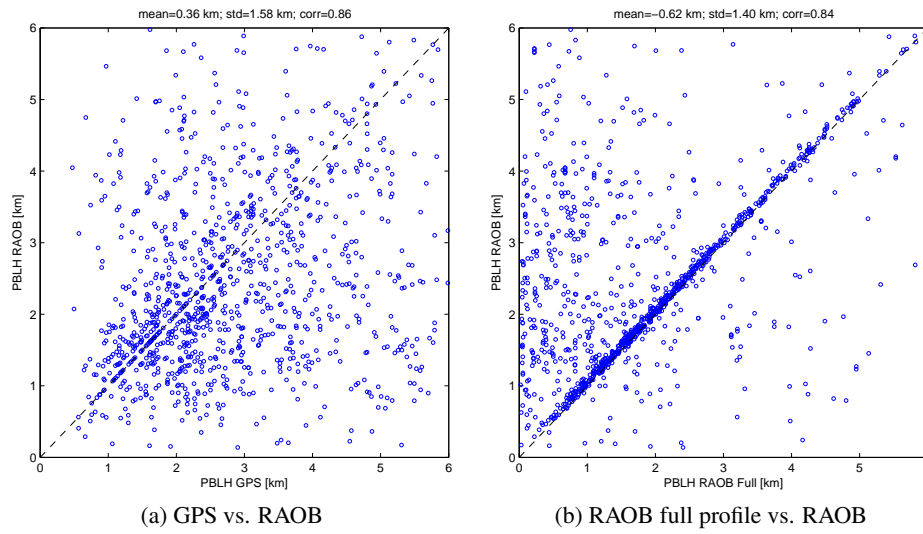 mean=0.36 km; std=1.58 km; corr=0.86
6
5
4
3
2
1
0
PBLH RAOB [km]
0 1 2 3 4 5 6
PBLH GPS [km]
(a) GPS vs. RAOB
mean=−0.62 km; std=1.40 km; corr=0.84
6
5
4
3
2
1
0
PBLH RAOB [km]
0 1 2 3 4 5
PBLH RAOB Full [km]
(b) RAOB full profile vs. RAOB